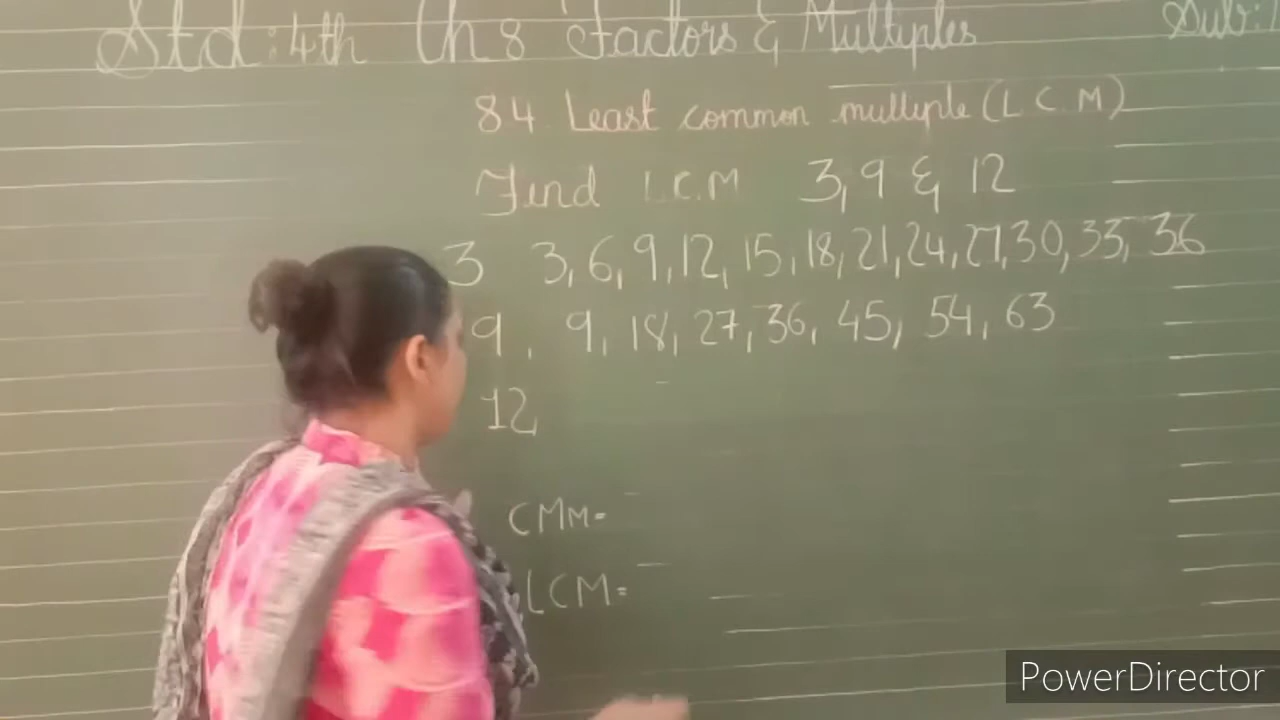 Std: 4th Ch 8 Factors & Multiples Sub:
8.4 Least common multiple (L.C.M)
Find L.C.M 3, 9 & 12
3 3, 6, 9, 12, 15, 18, 21, 24, 27, 30, 33, 36
9, 9, 18, 27, 36, 45, 54, 63
12,
CMM=
LCM=
PowerDirector